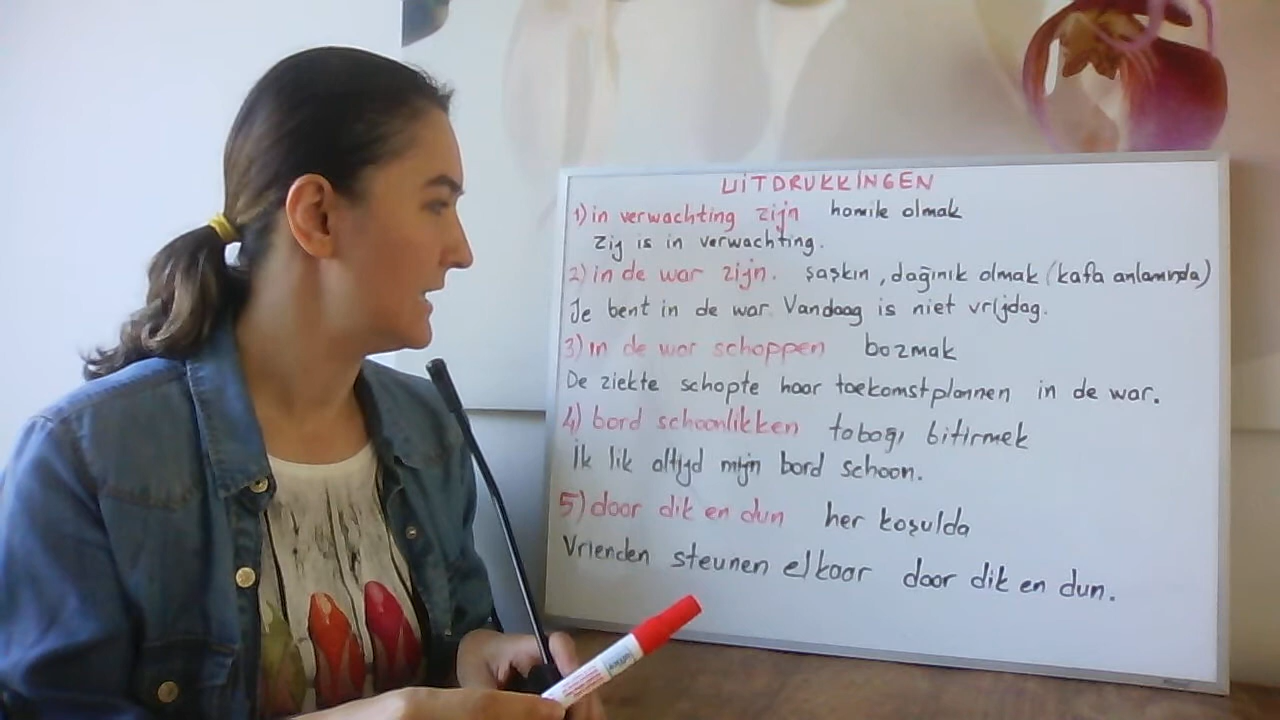 UİTDRUKKİNGEN
1) in verwachting zijn hamile olmak
Zij is in verwachting.
2) in de war zijn. şaşkın, dağınık olmak (kafa anlamında)
Je bent in de war. Vandaag is niet vrijdag.
3) in de war schoppen bozmak
De ziekte schopte haar toekomstplannen in de war.
4) bord schoonlikken tabağı bitirmek
İk lik altijd mijn bord schoon.
5) door dik en dun her koşulda
Vrienden steunen elkaar door dik en dun.